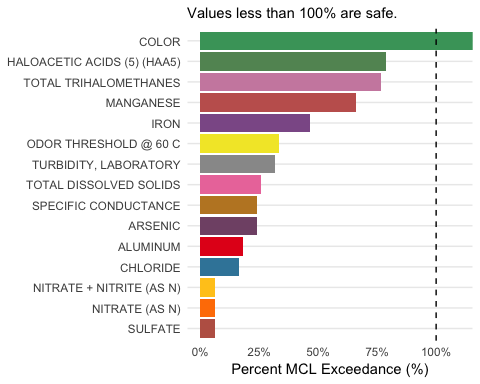 Values less than 100% are safe.
COLOR
HALOACETIC ACIDS (5) (HAA5)
TOTAL TRIHALOMETHANES
MANGANESE
IRON
ODOR THRESHOLD @ 60 C
TURBIDITY, LABORATORY
TOTAL DISSOLVED SOLIDS
SPECIFIC CONDUCTANCE
ARSENIC
ALUMINUM
CHLORIDE
NITRATE + NITRITE (AS N)
NITRATE (AS N)
SULFATE
0% 25% 50% 75% 100%
Percent MCL Exceedance (%)